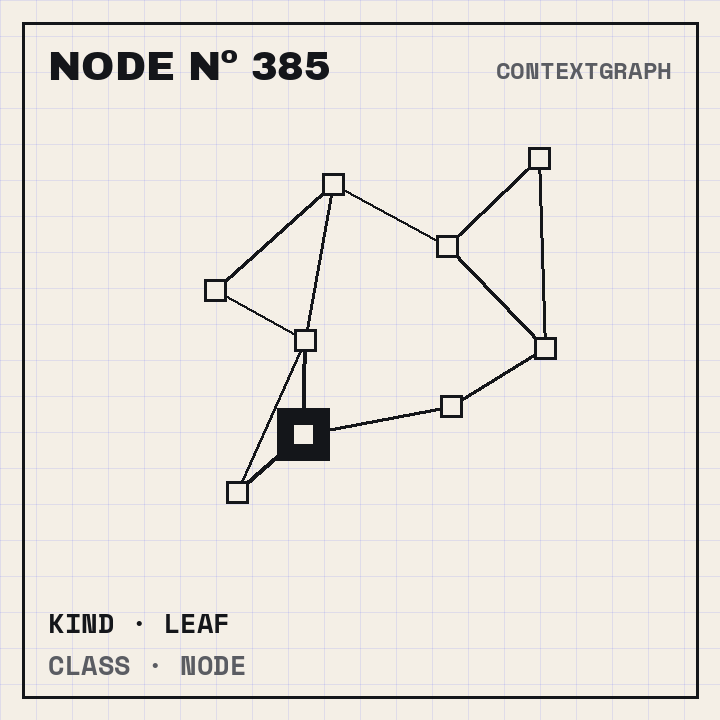 NODE Nº 385
CONTEXTGRAPH
KIND · LEAF
CLASS · NODE